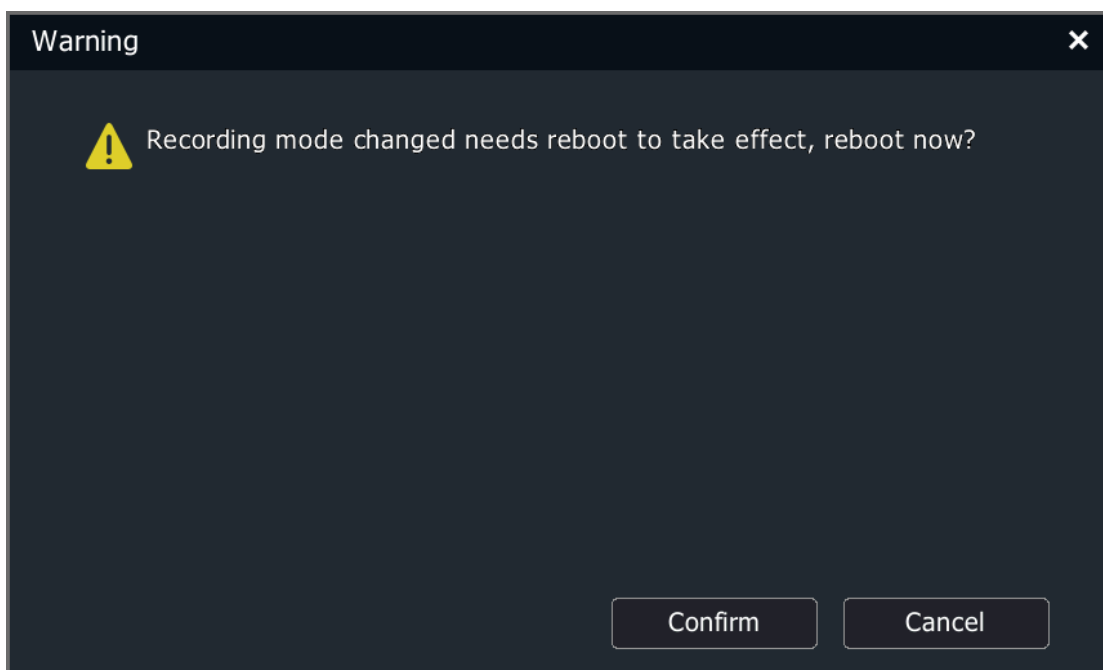 Warning
Recording mode changed needs reboot to take effect, reboot now?
Confirm
Cancel